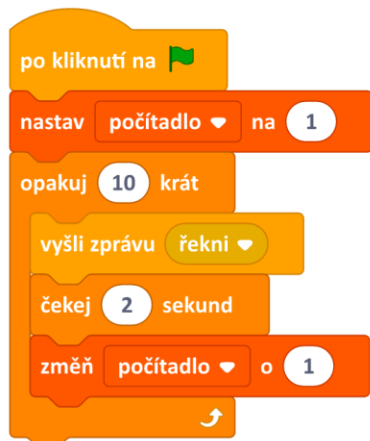 po kliknutí na
nastav počítadlo na 1
opakuj 10 krát
vyšli zprávu řekni
čekej 2 sekund
změň počítadlo o 1